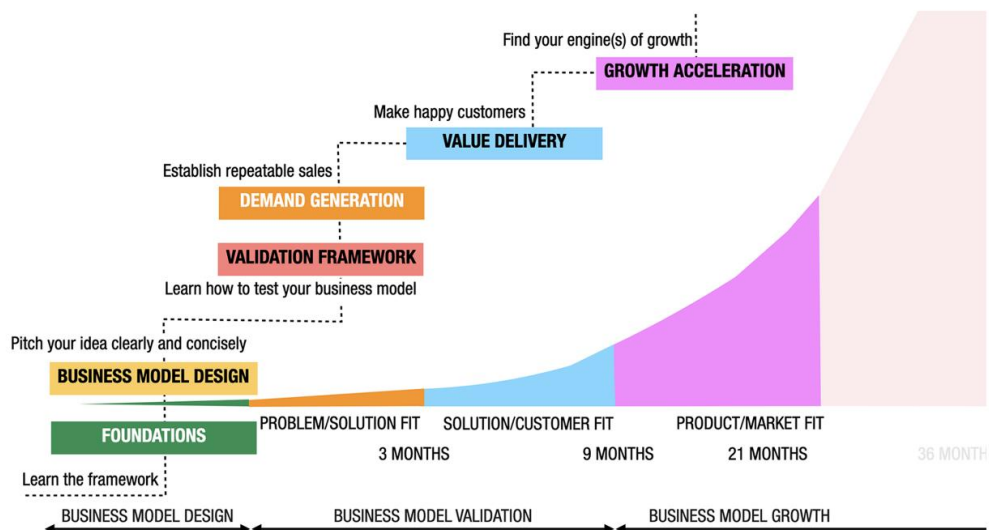 Find your engine(s) of growth
GROWTH ACCELERATION
Make happy customers
VALUE DELIVERY
Establish repeatable sales
DEMAND GENERATION
VALIDATION FRAMEWORK
Learn how to test your business model
Pitch your idea clearly and concisely
BUSINESS MODEL DESIGN
FOUNDATIONS
Learn the framework
PROBLEM/SOLUTION FIT
SOLUTION/CUSTOMER FIT
PRODUCT/MARKET FIT
3 MONTHS
9 MONTHS
21 MONTHS
36 MONTH
BUSINESS MODEL DESIGN
BUSINESS MODEL VALIDATION
BUSINESS MODEL GROWTH